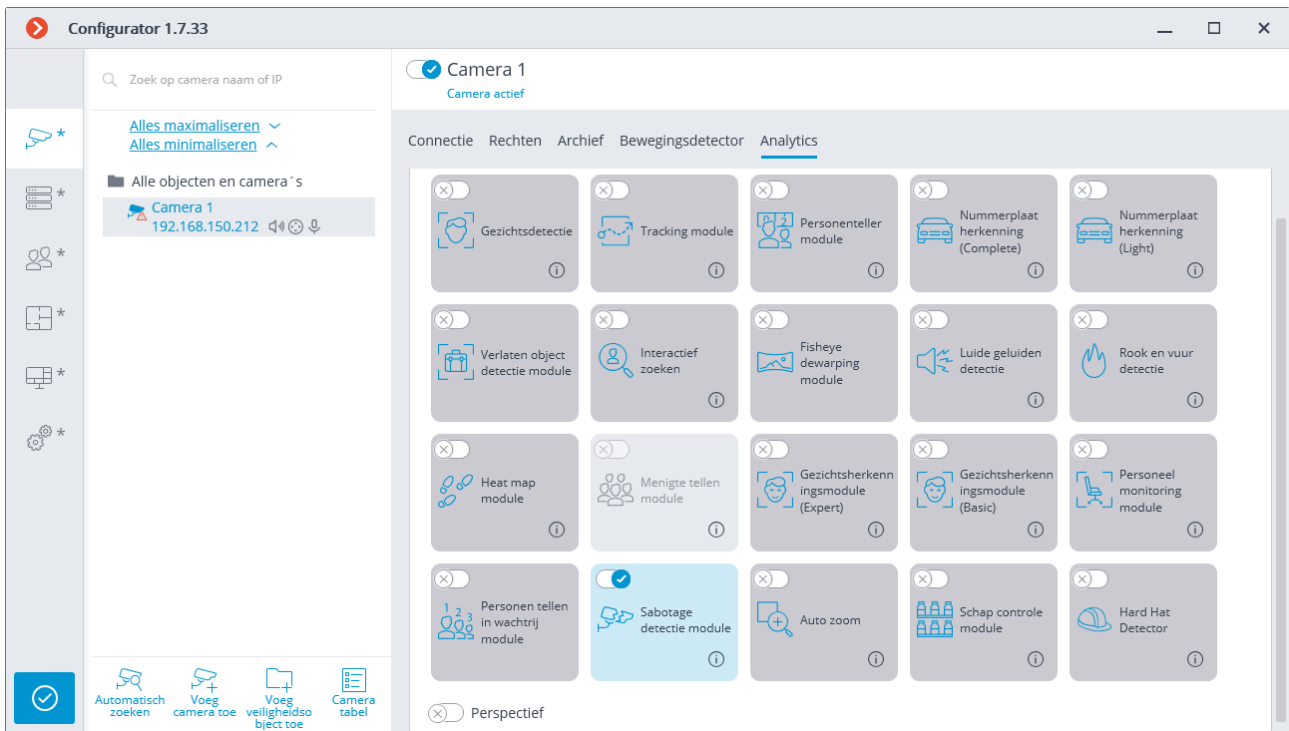 Configurator 1.7.33
Zoek op camera naam of IP
Alles maximaliseren
Alles minimaliseren
Alle objecten en camera´s
Camera 1
192.168.150.212
*
*
*
*
*
*
Automatisch
zoeken
Voeg
camera toe
Voeg
veiligheidso
bject toe
Camera
tabel
Camera 1
Camera actief
Connectie Rechten Archief Bewegingsdetector Analytics
Gezichtsdetectie
Tracking module
Personenteller
module
Nummerplaat
herkenning
(Complete)
Nummerplaat
herkenning
(Light)
Verlaten object
detectie module
Interactief
zoeken
Fisheye
dewarping
module
Luide geluiden
detectie
Rook en vuur
detectie
Heat map
module
Menigte tellen
module
Gezichtsherkenn
ingsmodule
(Expert)
Gezichtsherkenn
ingsmodule
(Basic)
Personeel
monitoring
module
1 2 3
Personen tellen
in wachtrij
module
Sabotage
detectie module
Auto zoom
Schap controle
module
Hard Hat
Detector
Perspectief